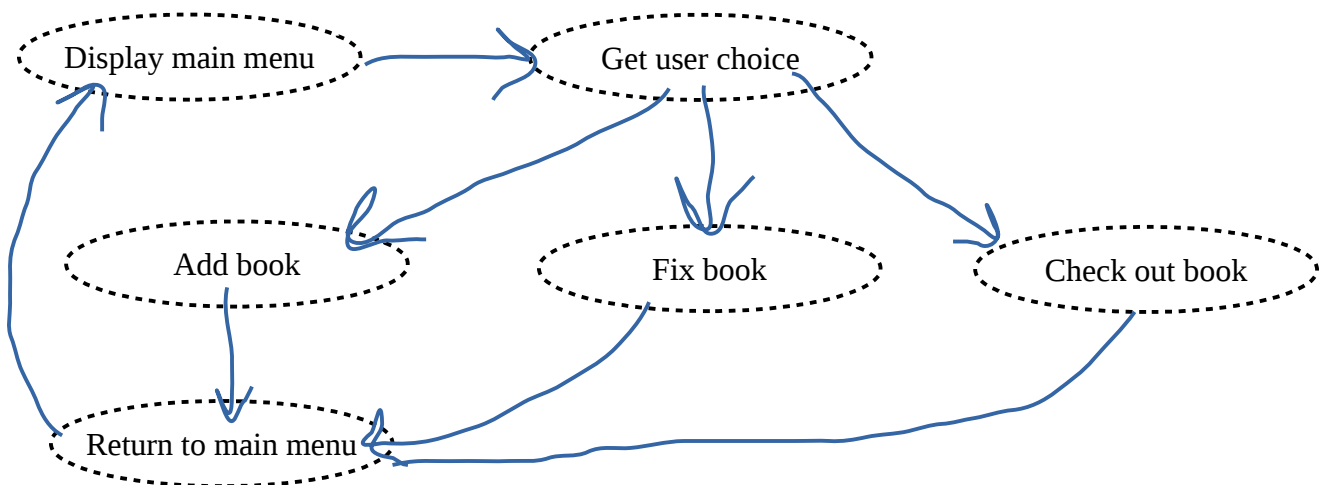 Display main menu
Get user choice
Add book
Fix book
Check out book
Return to main menu